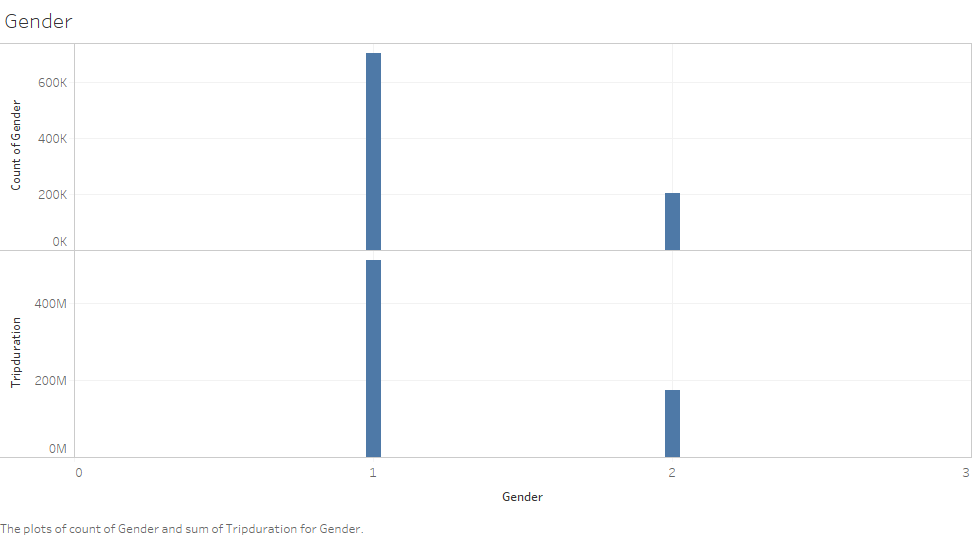 Gender
Count of Gender
600K
400K
200K
0K
Tripduration
400M
200M
0M
0 1 2 3
Gender
The plots of count of Gender and sum of Tripduration for Gender.